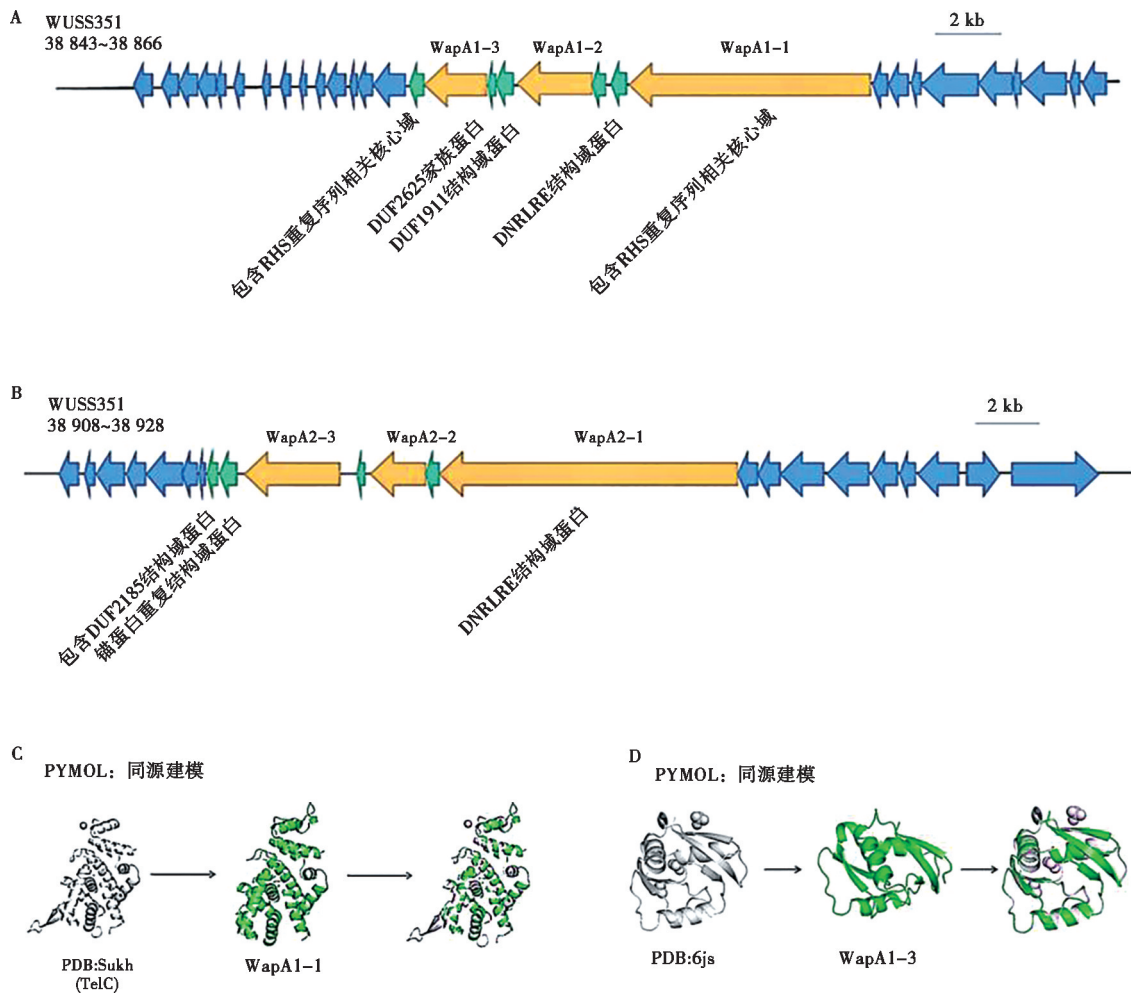 A
WUSS351
38 843~38 866
2 kb
WapA1-3
WapA1-2
WapA1-1
包含RHS重复序列相关核心域
DUF2625家族蛋白
DUF1911结构域蛋白
DNRLRE结构域蛋白
包含RHS重复序列相关核心域
B
WUSS351
38 908~38 928
2 kb
WapA2-3
WapA2-2
WapA2-1
包含DUF2185结构域蛋白
锚蛋白重复结构域蛋白
DNRLRE结构域蛋白
C
PYMOL：同源建模
PDB:Sukh
(TelC)
WapA1-1
D
PYMOL：同源建模
PDB:6js
WapA1-3